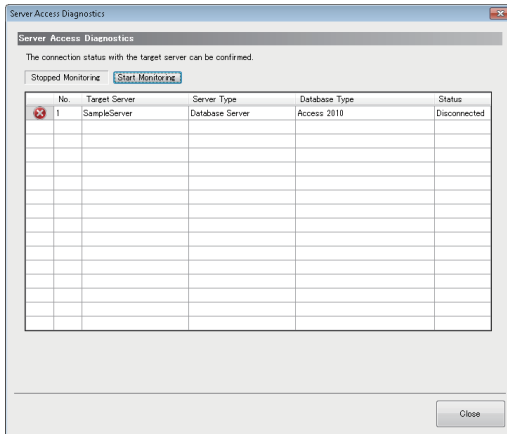 Server Access Diagnostics
Server Access Diagnostics
The connection status with the target server can be confirmed.
Stopped Monitoring Start Monitoring
No. Target Server Server Type Database Type Status
1 SampleServer Database Server Access 2010 Disconnected
Close